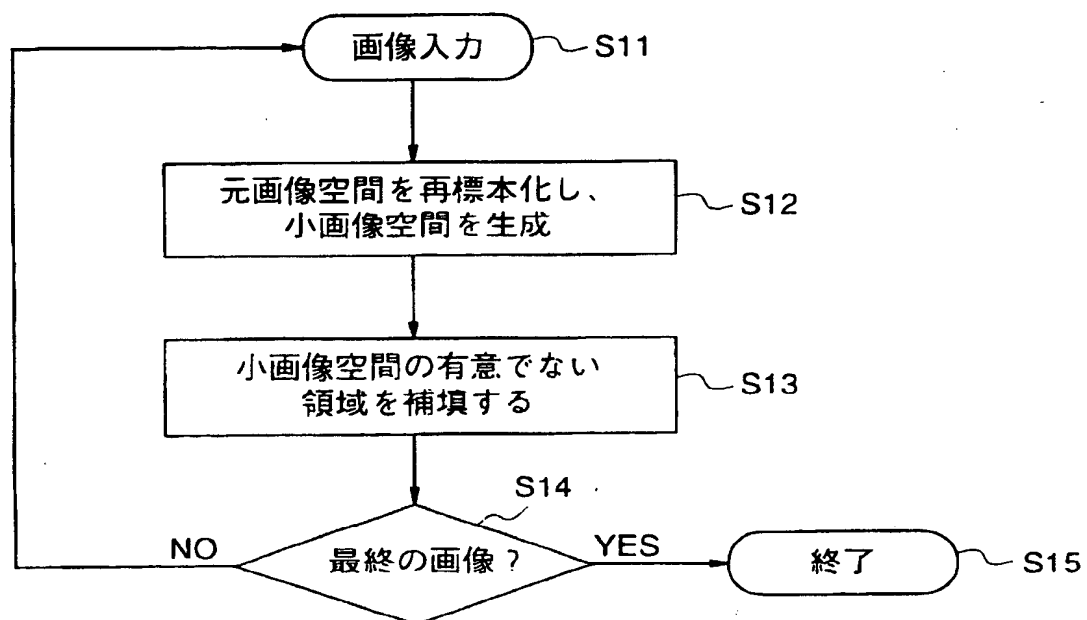 画像入力
S11
元画像空間を再標本化し、
小画像空間を生成
S12
小画像空間の有意でない
領域を補填する
S13
S14
最終の画像?
NO
YES
終了
S15